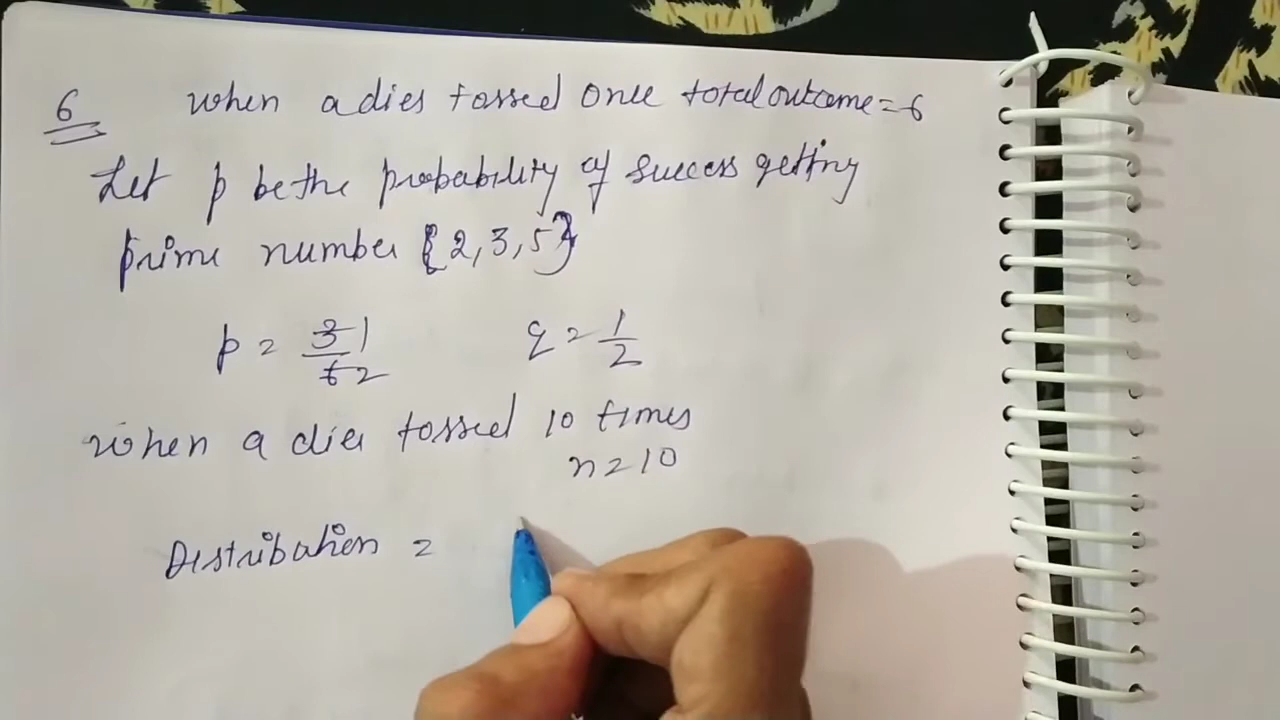 6 when a dies tossed once total outcome = 6
Let p be the probability of success getting
prime number {2, 3, 5}
p = 3/6 1/2 q = 1/2
when a dies tossed 10 times
n = 10
Distribution =